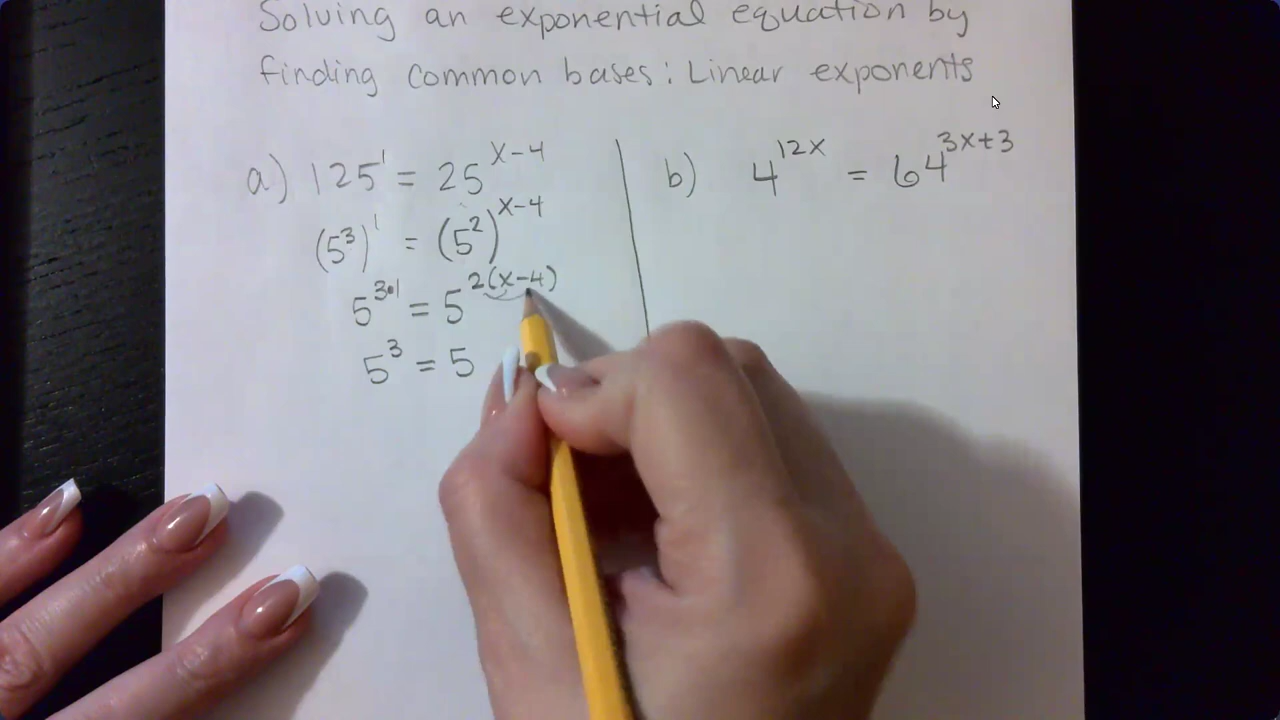 Solving an exponential equation by
finding common bases: Linear exponents
a) 125¹ = 25^(x-4)
(5³)¹ = (5²)^(x-4)
5^(3•1) = 5^(2(x-4))
5³ = 5
b) 4^(12x) = 64^(3x+3)